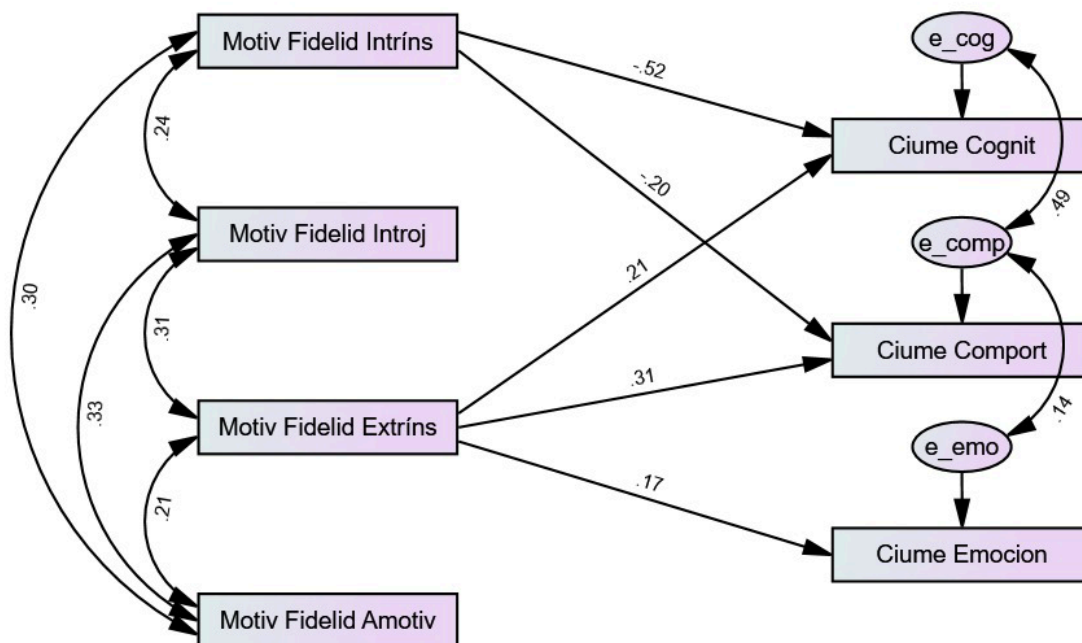 Motiv Fidelid Intríns
e_cog
-.52
Ciume Cognit
.24
-.20
.49
Motiv Fidelid Introj
e_comp
.21
.30
.31
Ciume Comport
.31
.33
Motiv Fidelid Extríns
.14
e_emo
.17
.21
Ciume Emocion
Motiv Fidelid Amotiv